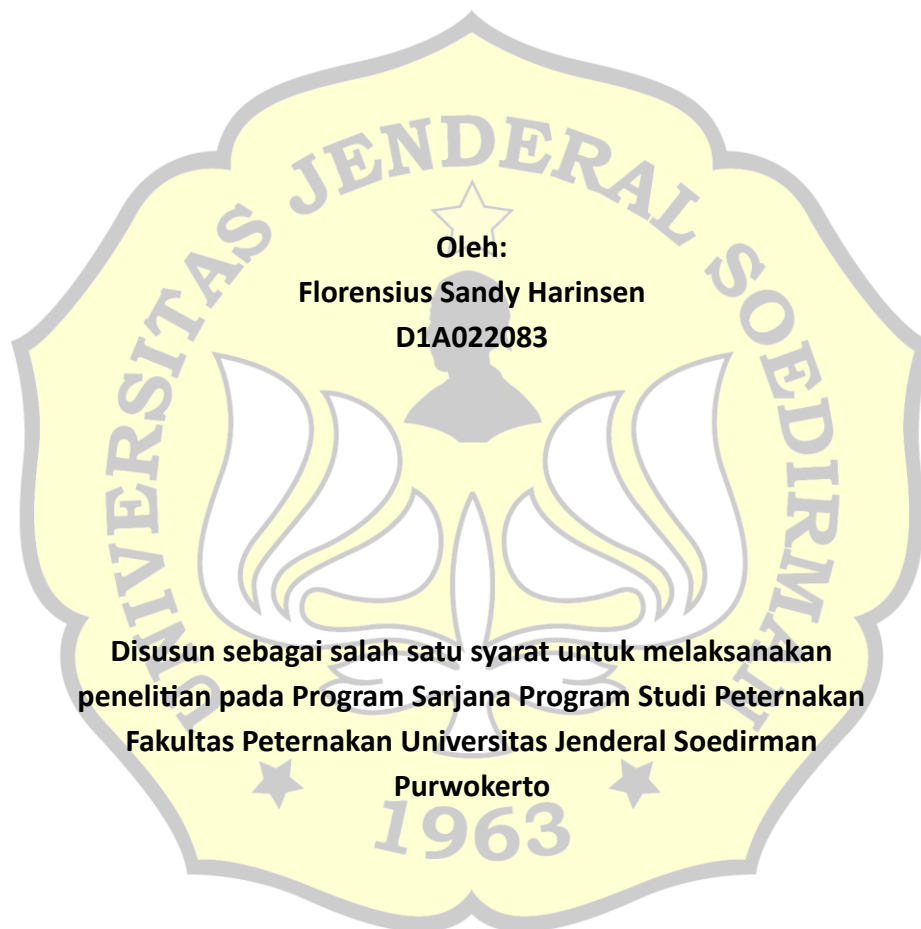 UNIVERSITAS JENDERAL SOEDIRMAN
Oleh:
Florensius Sandy Harinsen
D1A022083
Disusun sebagai salah satu syarat untuk melaksanakan
penelitian pada Program Sarjana Program Studi Peternakan
Fakultas Peternakan Universitas Jenderal Soedirman
Purwokerto
1963